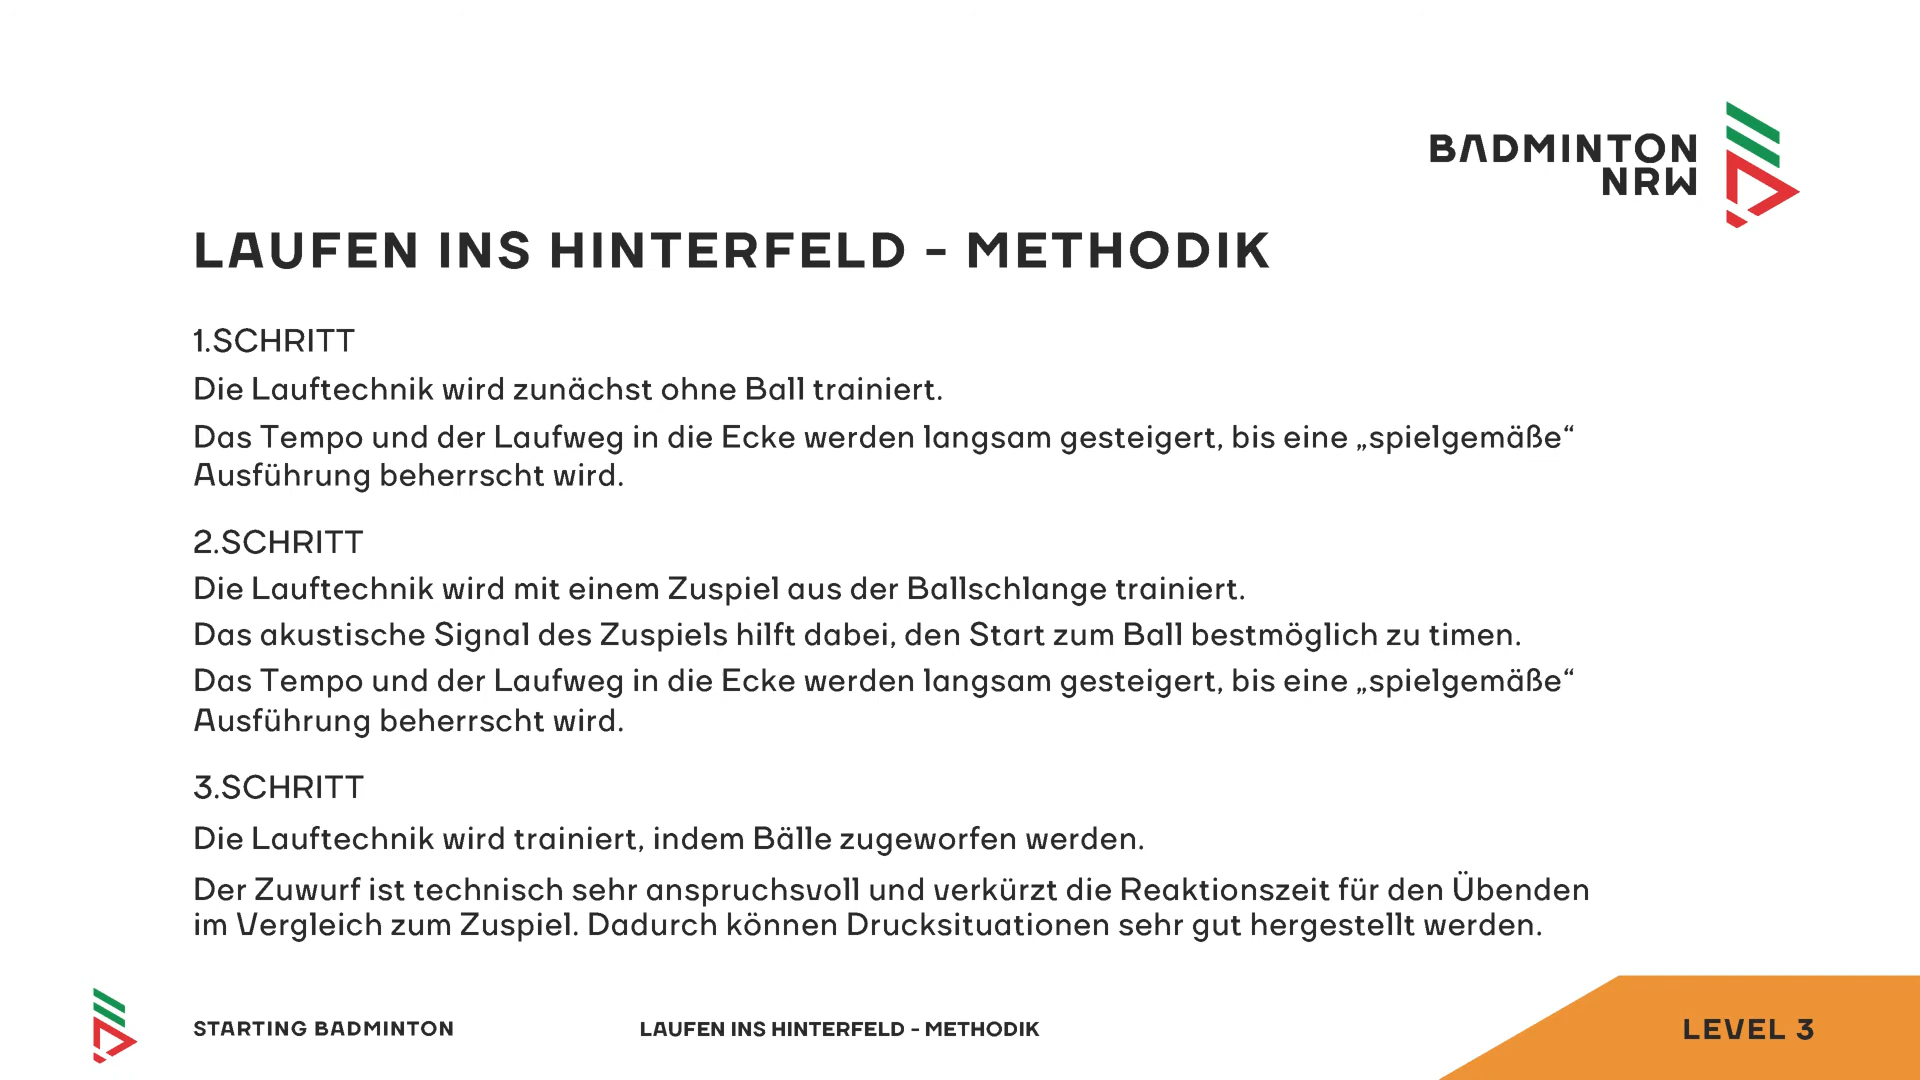 BADMINTON
NRW
LAUFEN INS HINTERFELD - METHODIK
1.SCHRITT
Die Lauftechnik wird zunächst ohne Ball trainiert.
Das Tempo und der Laufweg in die Ecke werden langsam gesteigert, bis eine „spielgemäße“
Ausführung beherrscht wird.
2.SCHRITT
Die Lauftechnik wird mit einem Zuspiel aus der Ballschlange trainiert.
Das akustische Signal des Zuspiels hilft dabei, den Start zum Ball bestmöglich zu timen.
Das Tempo und der Laufweg in die Ecke werden langsam gesteigert, bis eine „spielgemäße“
Ausführung beherrscht wird.
3.SCHRITT
Die Lauftechnik wird trainiert, indem Bälle zugeworfen werden.
Der Zuwurf ist technisch sehr anspruchsvoll und verkürzt die Reaktionszeit für den Übenden
im Vergleich zum Zuspiel. Dadurch können Drucksituationen sehr gut hergestellt werden.
STARTING BADMINTON
LAUFEN INS HINTERFELD - METHODIK
LEVEL 3